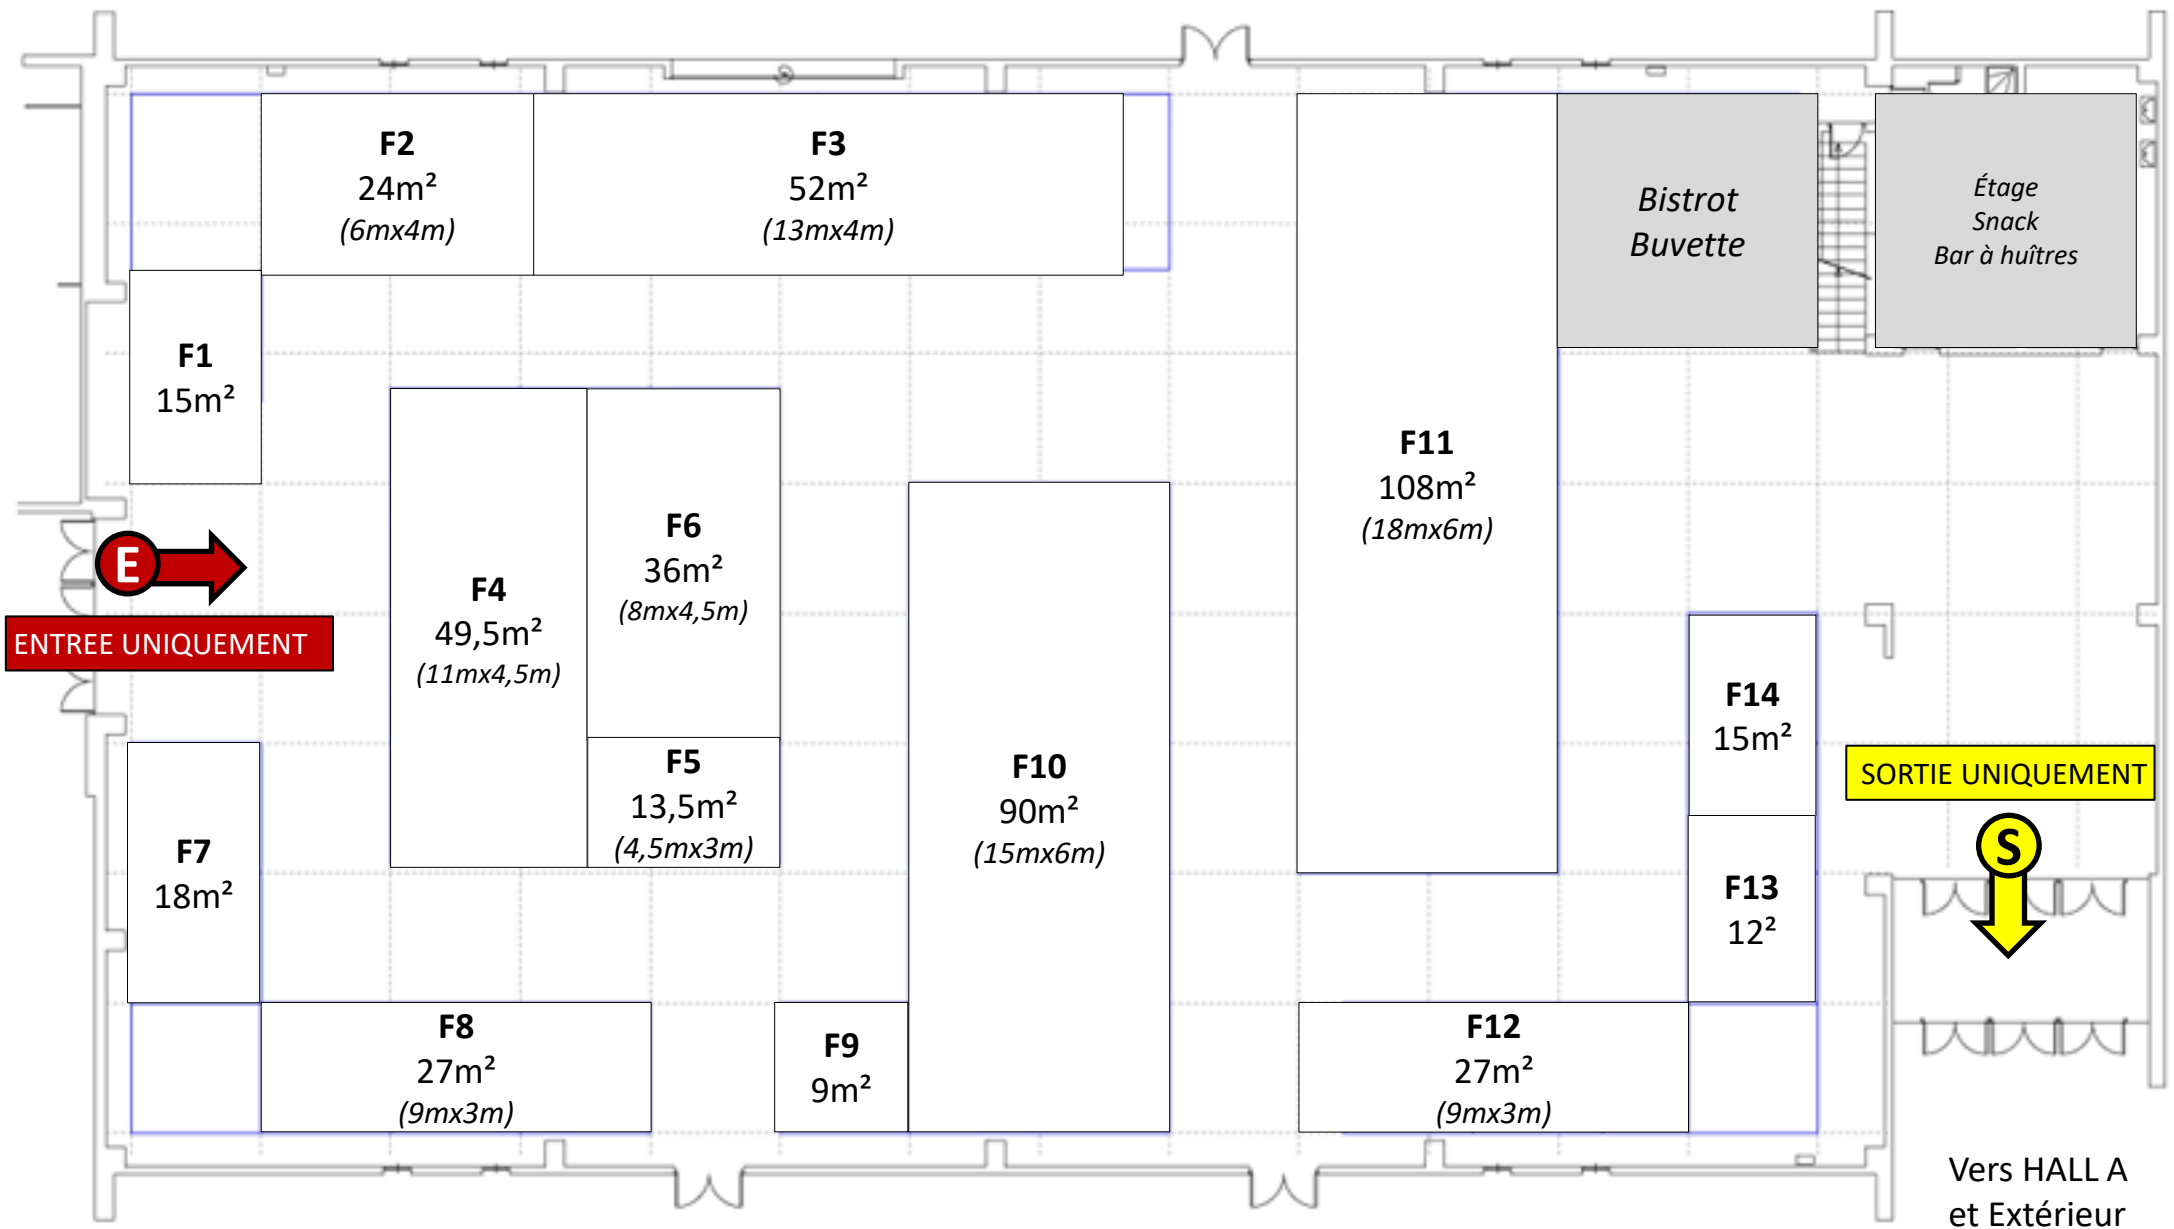 F2
24m²
(6mx4m)
F3
52m²
(13mx4m)
Bistrot
Buvette
Étage
Snack
Bar à huîtres
F1
15m²
F11
108m²
(18mx6m)
F6
36m²
(8mx4,5m)
E
ENTREE UNIQUEMENT
F4
49,5m²
(11mx4,5m)
F14
15m²
F5
13,5m²
(4,5mx3m)
F10
90m²
(15mx6m)
SORTIE UNIQUEMENT
S
F7
18m²
F13
12²
F8
27m²
(9mx3m)
F9
9m²
F12
27m²
(9mx3m)
Vers HALL A
et Extérieur